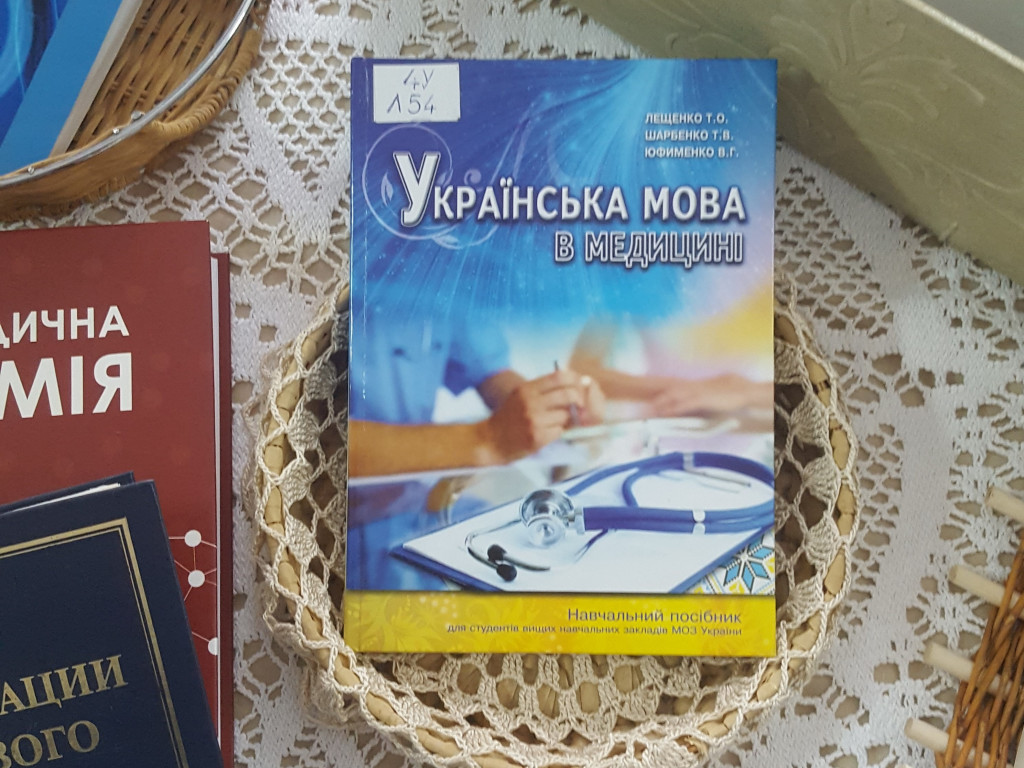 4У
Л54
ЛЕЩЕНКО Т.О.
ШАРБЕНКО Т.В.
ЮФИМЕНКО В.Г.
УКРАЇНСЬКА МОВА
В МЕДИЦИНІ
Навчальний посібник
для студентів вищих навчальних закладів МОЗ України
ДИЧНА
МІЯ
АЦИИ
ВОГО